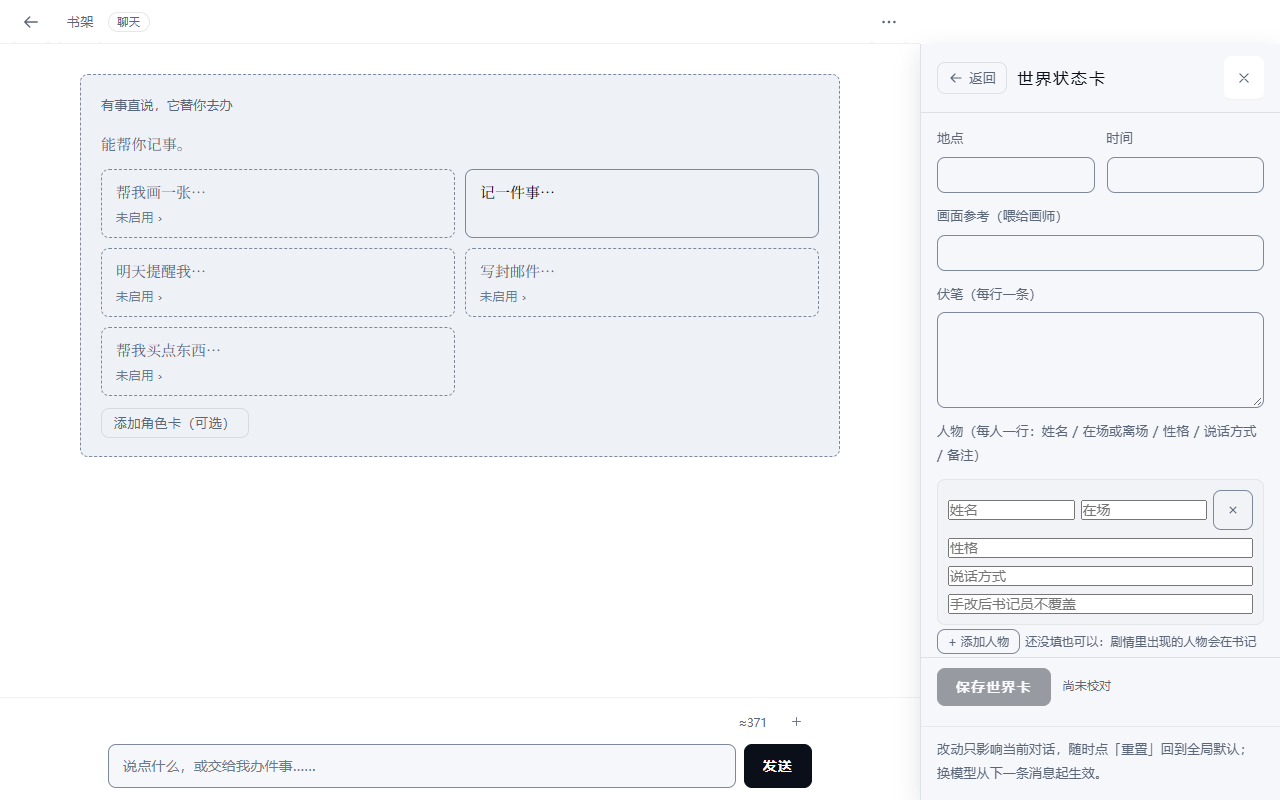 书架 聊天
有事直说，它替你去办
能帮你记事。
帮我画一张…
未启用 ›
记一件事…
明天提醒我…
未启用 ›
写封邮件…
未启用 ›
帮我买点东西…
未启用 ›
添加角色卡（可选）
≈371
说点什么，或交给我办件事……
发送
返回 世界状态卡
地点 时间
画面参考（喂给画师）
伏笔（每行一条）
人物（每人一行：姓名 / 在场或离场 / 性格 / 说话方式
/ 备注）
姓名 在场
性格
说话方式
手改后书记员不覆盖
+ 添加人物 还没填也可以：剧情里出现的人物会在书记
保存世界卡 尚未校对
改动只影响当前对话，随时点「重置」回到全局默认；
换模型从下一条消息起生效。